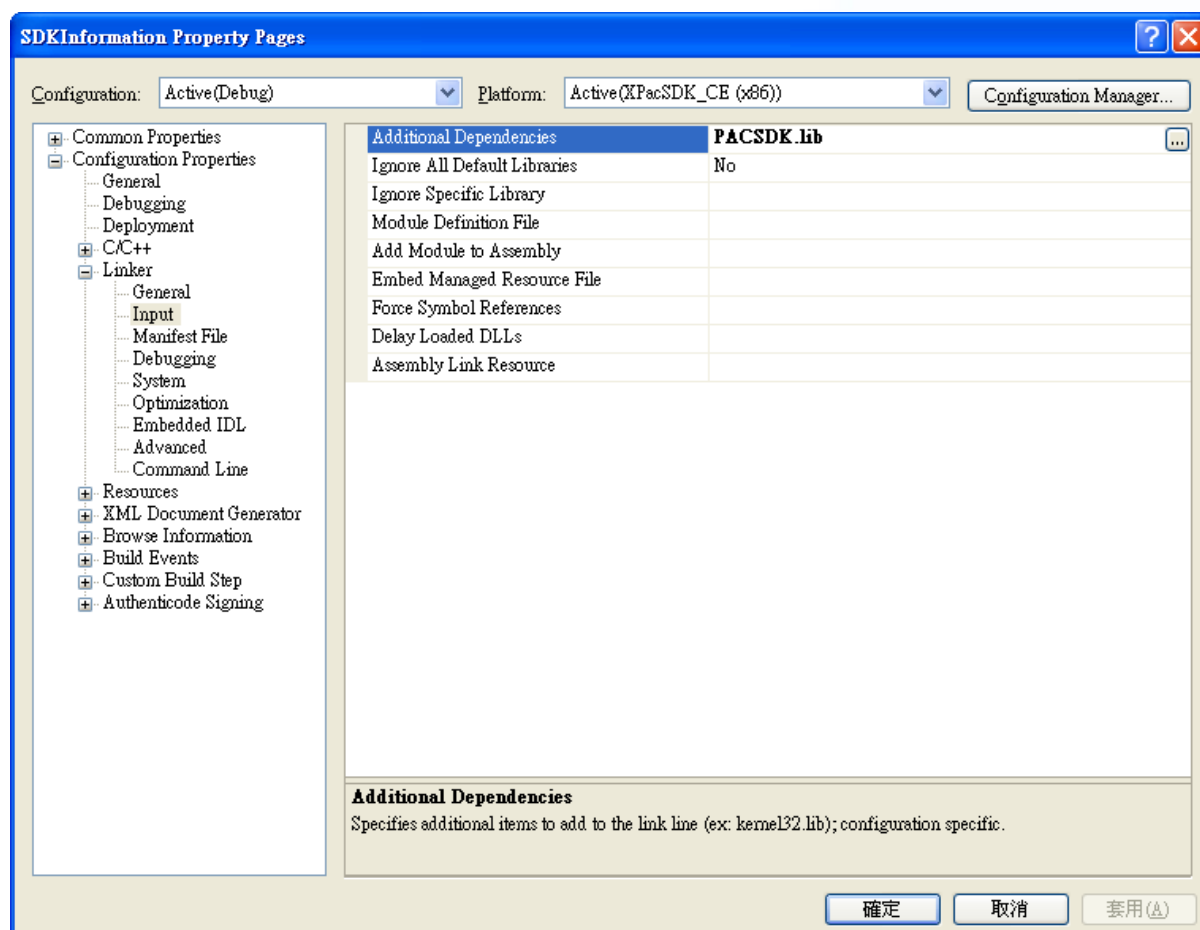 SDKInformation Property Pages
Configuration: Active(Debug) Platform: Active(XPacSDK_CE (x86)) Configuration Manager...
Common Properties
Configuration Properties
General
Debugging
Deployment
C/C++
Linker
General
Input
Manifest File
Debugging
System
Optimization
Embedded IDL
Advanced
Command Line
Resources
XML Document Generator
Browse Information
Build Events
Custom Build Step
Authenticode Signing
Additional Dependencies PACSDK.lib ...
Ignore All Default Libraries No
Ignore Specific Library
Module Definition File
Add Module to Assembly
Embed Managed Resource File
Force Symbol References
Delay Loaded DLLs
Assembly Link Resource
Additional Dependencies
Specifies additional items to add to the link line (ex: kernel32.lib); configuration specific.
確定 取消 套用(A)